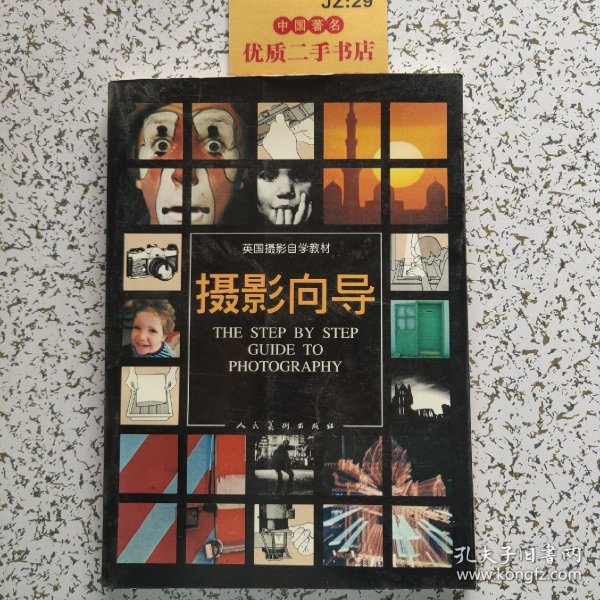 JZ:29
中国著名
优质二手书店
英国摄影自学教材
摄影向导
THE STEP BY STEP
GUIDE TO
PHOTOGRAPHY
人民美术出版社
孔夫子旧书网
www.kongfz.com